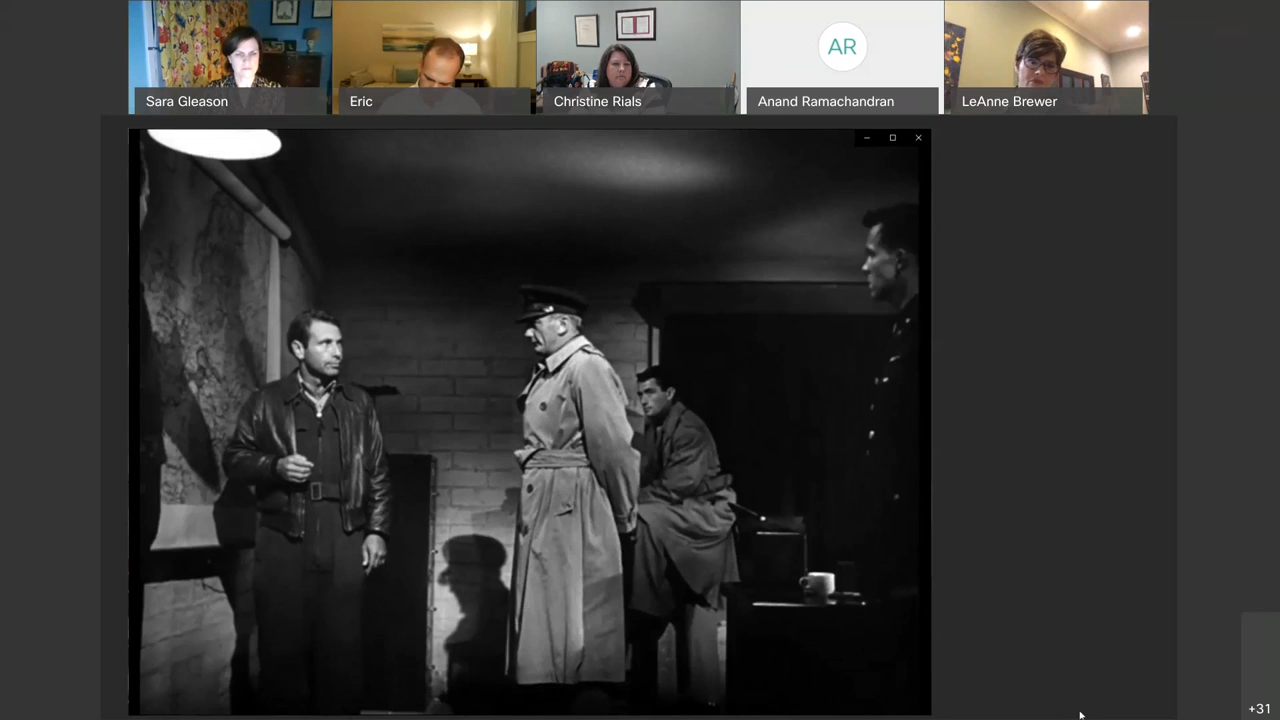 AR
Sara Gleason
Eric
Christine Rials
Anand Ramachandran
LeAnne Brewer
+31